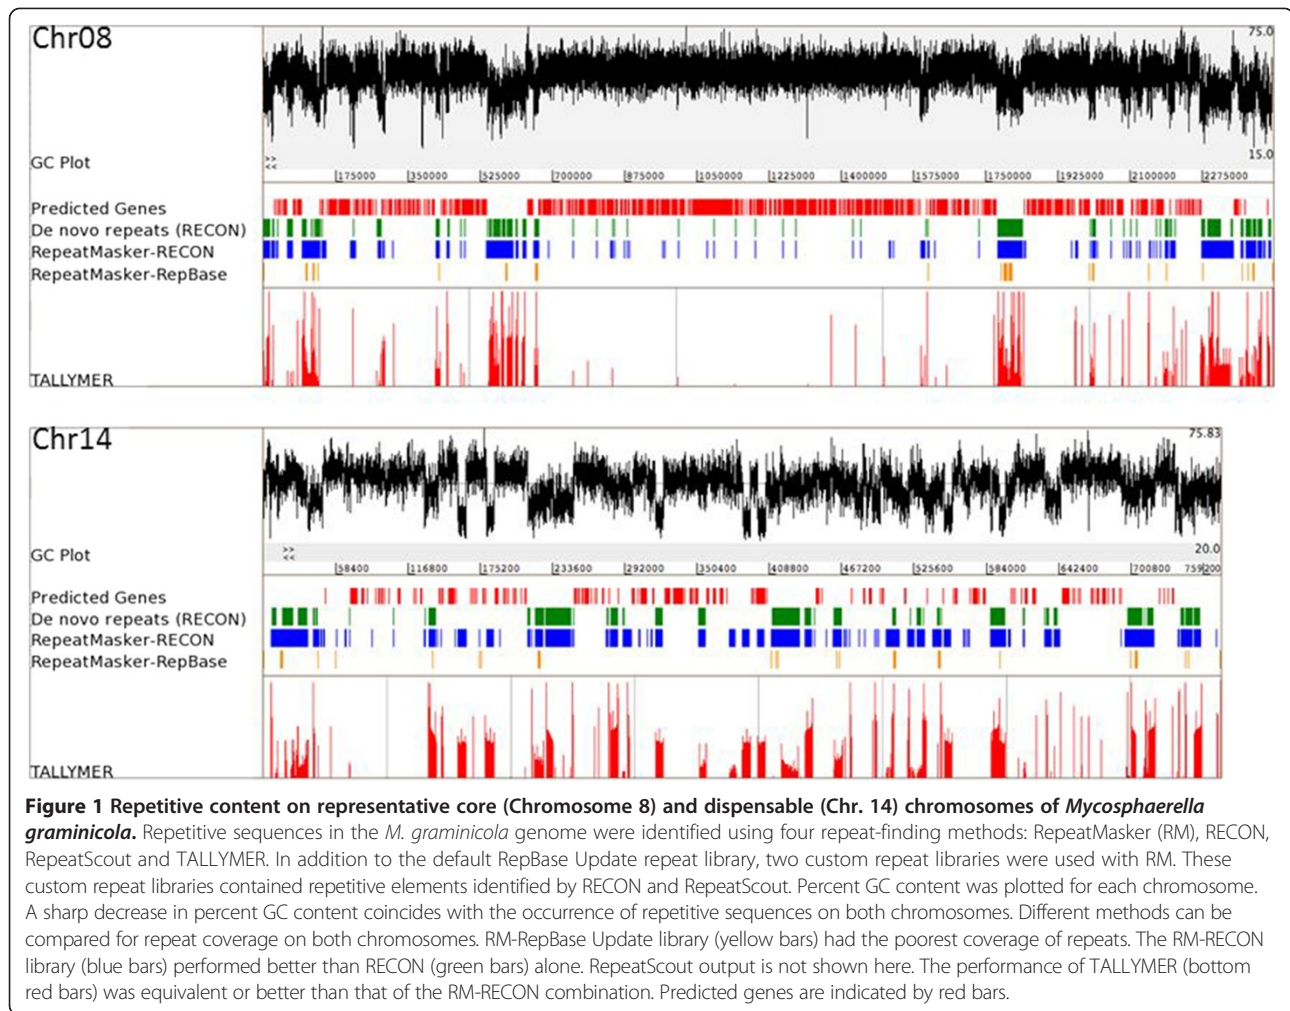 Chr08
75.0
GC Plot
>>
<<
15.0
175000 350000 525000 700000 875000 1050000 1225000 1400000 1575000 1750000 1925000 2100000 2275000
Predicted Genes
De novo repeats (RECON)
RepeatMasker-RECON
RepeatMasker-RepBase
TALLYMER
Chr14
75.83
GC Plot
>>
<<
20.0
58400 116800 175200 233600 292000 350400 408800 467200 525600 584000 642400 700800 759200
Predicted Genes
De novo repeats (RECON)
RepeatMasker-RECON
RepeatMasker-RepBase
TALLYMER
Figure 1 Repetitive content on representative core (Chromosome 8) and dispensable (Chr. 14) chromosomes of Mycosphaerella
graminicola. Repetitive sequences in the M. graminicola genome were identified using four repeat-finding methods: RepeatMasker (RM), RECON,
RepeatScout and TALLYMER. In addition to the default RepBase Update repeat library, two custom repeat libraries were used with RM. These
custom repeat libraries contained repetitive elements identified by RECON and RepeatScout. Percent GC content was plotted for each chromosome.
A sharp decrease in percent GC content coincides with the occurrence of repetitive sequences on both chromosomes. Different methods can be
compared for repeat coverage on both chromosomes. RM-RepBase Update library (yellow bars) had the poorest coverage of repeats. The RM-RECON
library (blue bars) performed better than RECON (green bars) alone. RepeatScout output is not shown here. The performance of TALLYMER (bottom
red bars) was equivalent or better than that of the RM-RECON combination. Predicted genes are indicated by red bars.